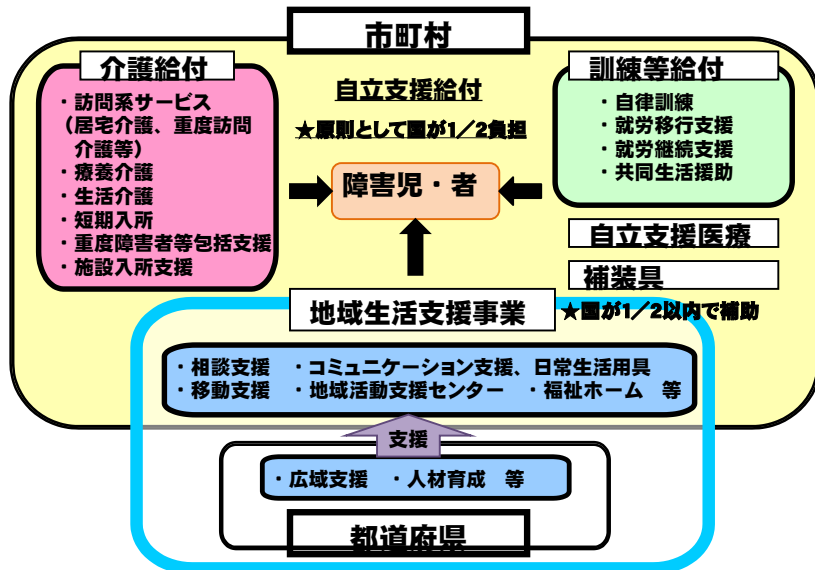 市町村
介護給付
・訪問系サービス
(居宅介護、重度訪問
介護等)
・療養介護
・生活介護
・短期入所
・重度障害者等包括支援
・施設入所支援
自立支援給付
★原則として国が1/2負担
障害児・者
訓練等給付
・自律訓練
・就労移行支援
・就労継続支援
・共同生活援助
自立支援医療
補装具
地域生活支援事業
★国が1/2以内で補助
・相談支援 ・コミュニケーション支援、日常生活用具
・移動支援 ・地域活動支援センター ・福祉ホーム 等
支援
・広域支援 ・人材育成 等
都道府県